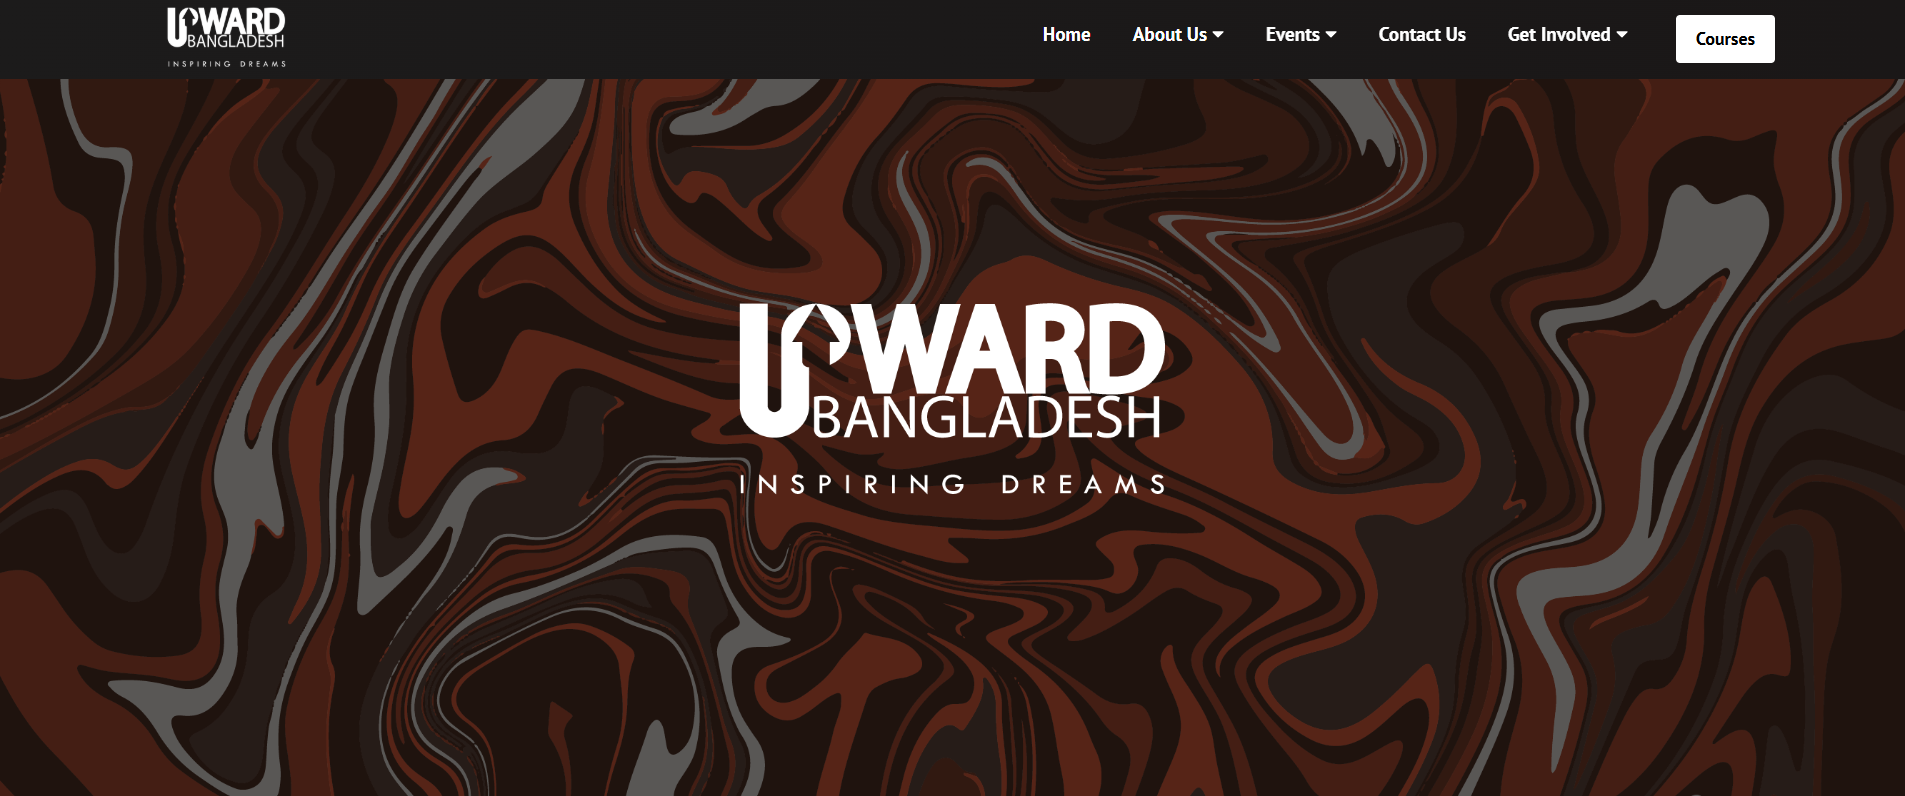 UPWARD
BANGLADESH
INSPIRING DREAMS
Home About Us Events Contact Us Get Involved Courses
UPWARD
BANGLADESH
INSPIRING DREAMS